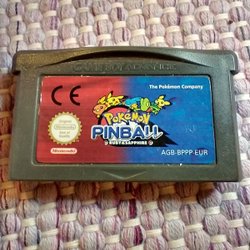 GAME BOY ADVANCE
The Pokémon Company
CE
Pokémon
PINBALL
RUBY & SAPPHIRE
Nintendo
AGB-BPPP-EUR